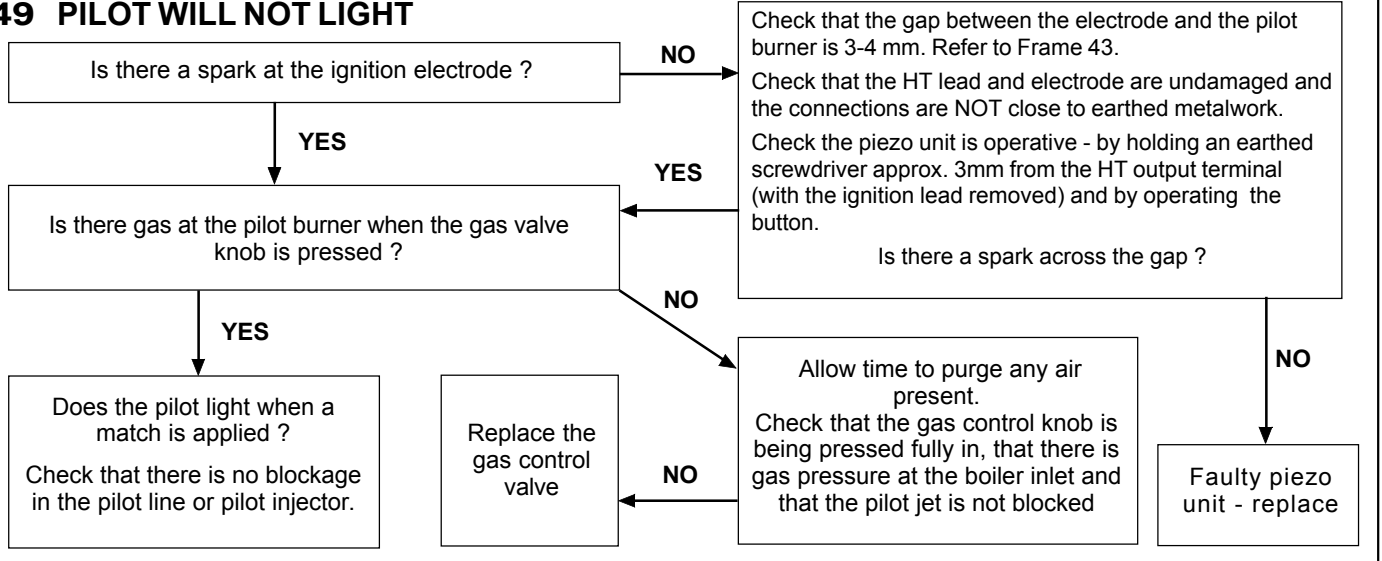 49 PILOT WILL NOT LIGHT
Is there a spark at the ignition electrode ?
NO
Check that the gap between the electrode and the pilot
burner is 3-4 mm. Refer to Frame 43.
Check that the HT lead and electrode are undamaged and
the connections are NOT close to earthed metalwork.
Check the piezo unit is operative - by holding an earthed
screwdriver approx. 3mm from the HT output terminal
(with the ignition lead removed) and by operating the
button.
Is there a spark across the gap ?
YES
YES
Is there gas at the pilot burner when the gas valve
knob is pressed ?
NO
YES
NO
Does the pilot light when a
match is applied ?
Check that there is no blockage
in the pilot line or pilot injector.
Replace the
gas control
valve
NO
Allow time to purge any air
present.
Check that the gas control knob is
being pressed fully in, that there is
gas pressure at the boiler inlet and
that the pilot jet is not blocked
Faulty piezo
unit - replace